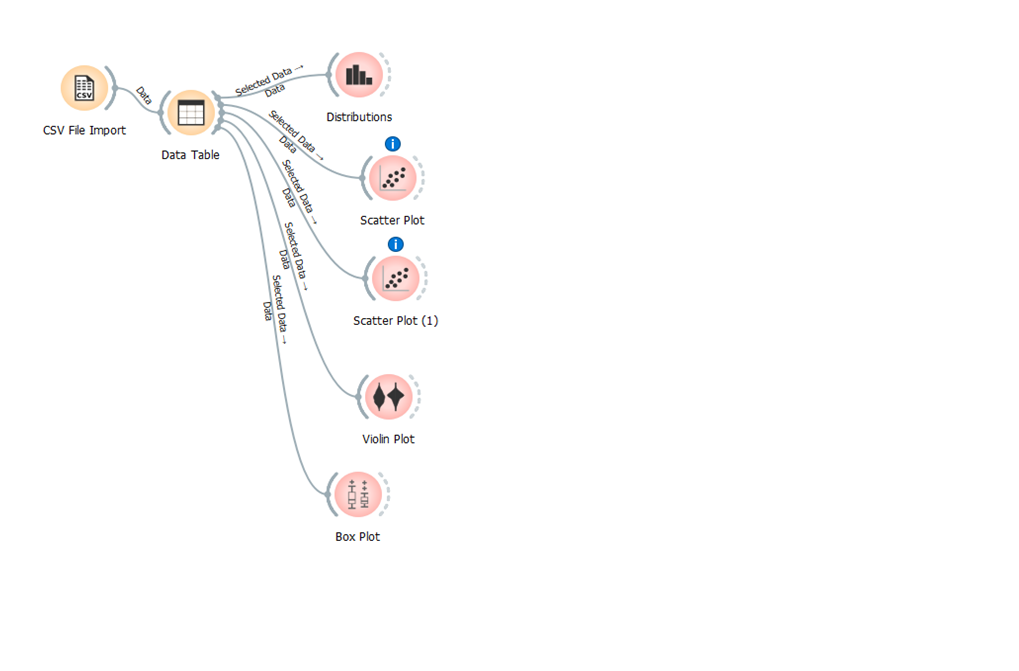 CSV
CSV File Import
Data
Data Table
Selected Data →
Data
Distributions
Selected Data →
Data
i
Scatter Plot
Selected Data →
Data
i
Scatter Plot (1)
Selected Data →
Data
Violin Plot
Selected Data →
Data
Box Plot